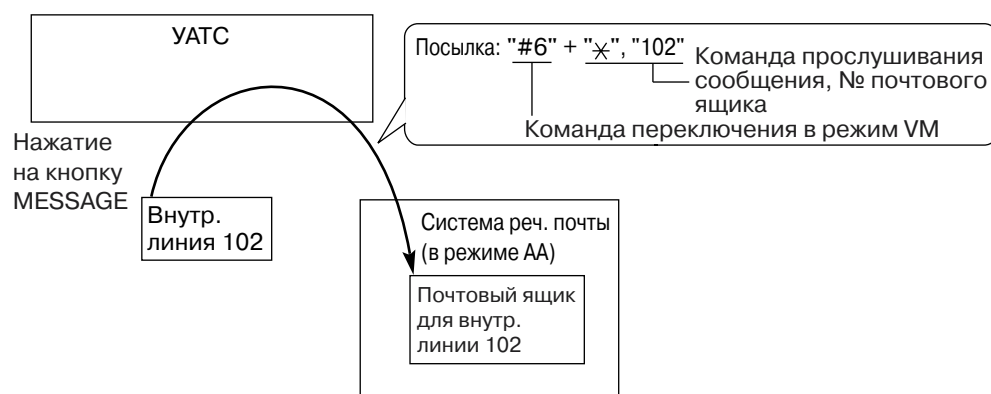 УАТС
Посылка: "#6" + "⚹", "102"
Команда прослушивания
сообщения, № почтового
ящика
Команда переключения в режим VM
Нажатие
на кнопку
MESSAGE
Внутр.
линия 102
Система реч. почты
(в режиме АА)
Почтовый ящик
для внутр.
линии 102